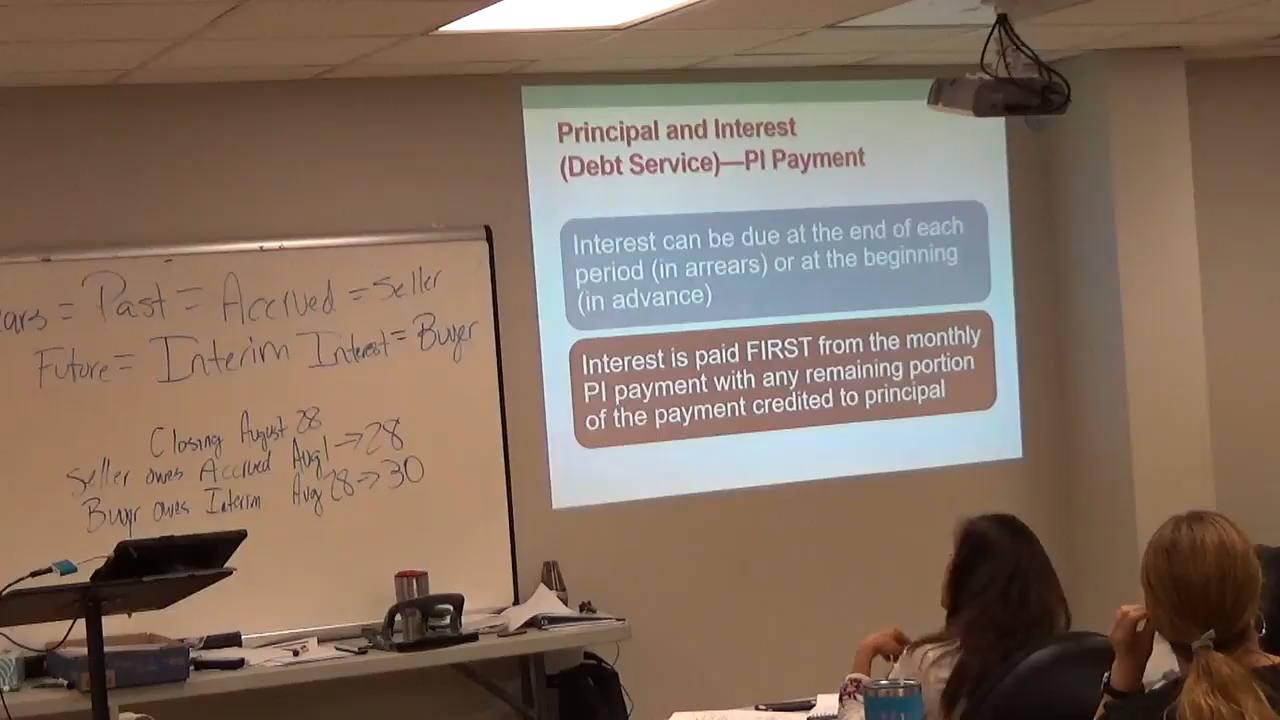 ars = Past = Accrued = Seller
Future = Interim Interest = Buyer
Closing August 28
Seller owes Accrued Aug 1 → 28
Buyr owes Interim Aug 28 → 30
Principal and Interest
(Debt Service)—PI Payment
Interest can be due at the end of each
period (in arrears) or at the beginning
(in advance)
Interest is paid FIRST from the monthly
PI payment with any remaining portion
of the payment credited to principal